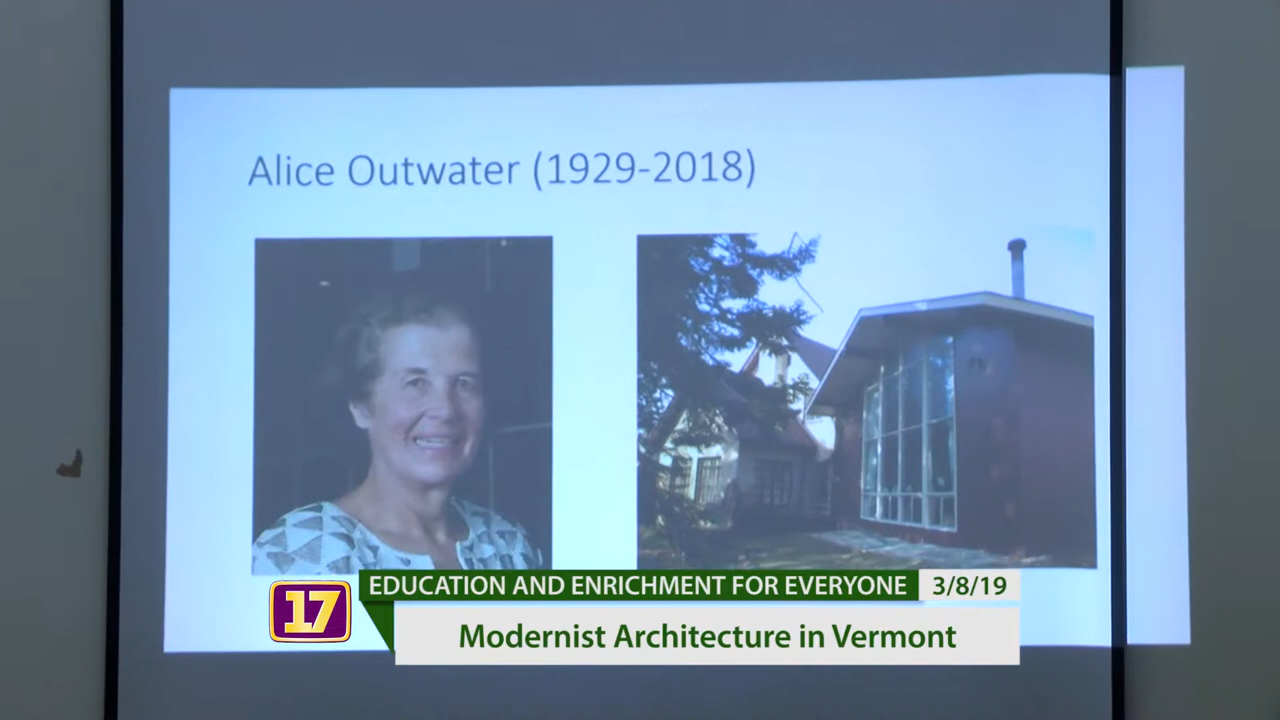 Alice Outwater (1929-2018)
EDUCATION AND ENRICHMENT FOR EVERYONE 3/8/19
17
Modernist Architecture in Vermont